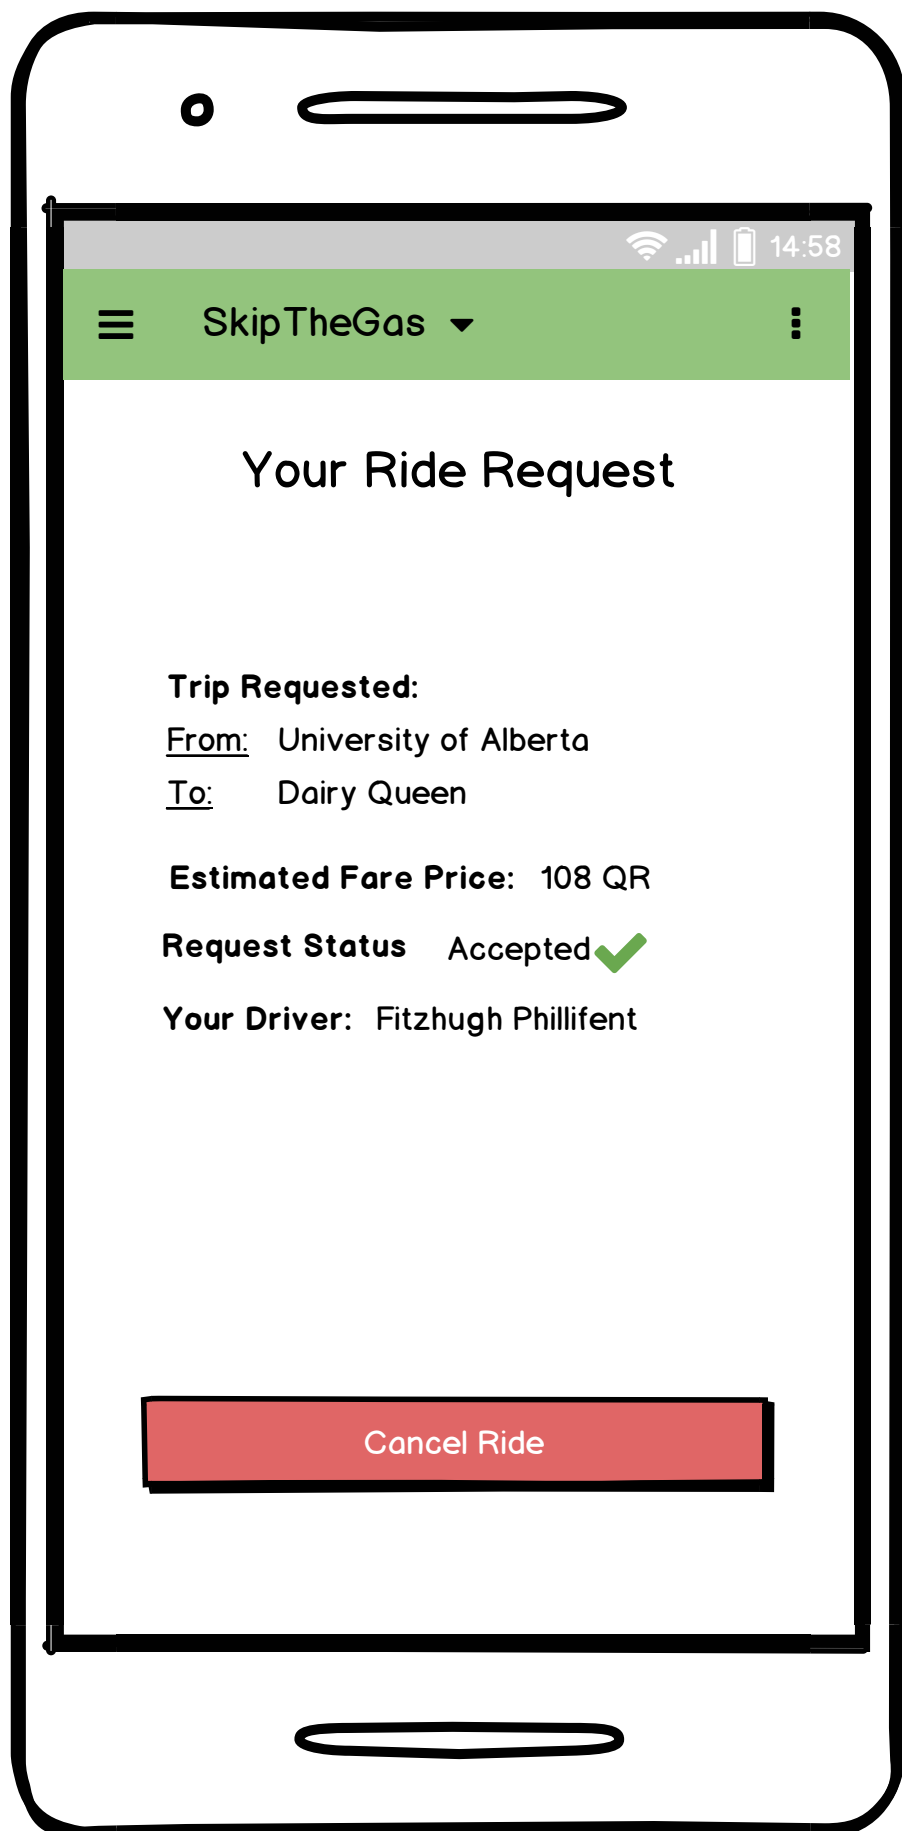 14:58
SkipTheGas
Your Ride Request
Trip Requested:
From: University of Alberta
To: Dairy Queen
Estimated Fare Price: 108 QR
Request Status Accepted
Your Driver: Fitzhugh Phillifent
Cancel Ride